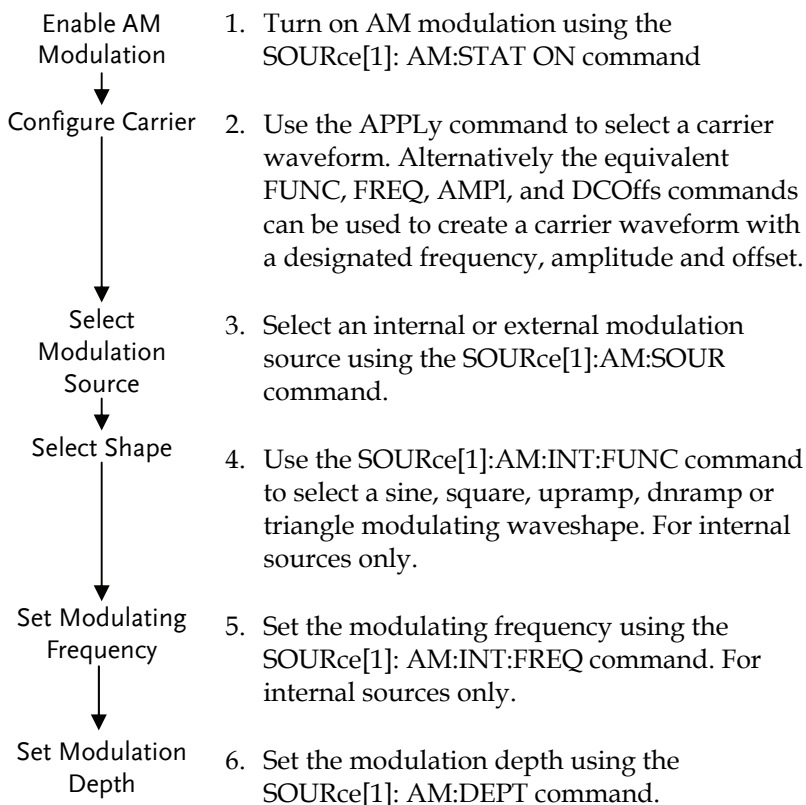 Enable AM
Modulation
1. Turn on AM modulation using the
SOURce[1]: AM:STAT ON command
Configure Carrier
2. Use the APPLy command to select a carrier
waveform. Alternatively the equivalent
FUNC, FREQ, AMPl, and DCOffs commands
can be used to create a carrier waveform with
a designated frequency, amplitude and offset.
Select
Modulation
Source
3. Select an internal or external modulation
source using the SOURce[1]:AM:SOUR
command.
Select Shape
4. Use the SOURce[1]:AM:INT:FUNC command
to select a sine, square, upramp, dnramp or
triangle modulating waveshape. For internal
sources only.
Set Modulating
Frequency
5. Set the modulating frequency using the
SOURce[1]: AM:INT:FREQ command. For
internal sources only.
Set Modulation
Depth
6. Set the modulation depth using the
SOURce[1]: AM:DEPT command.